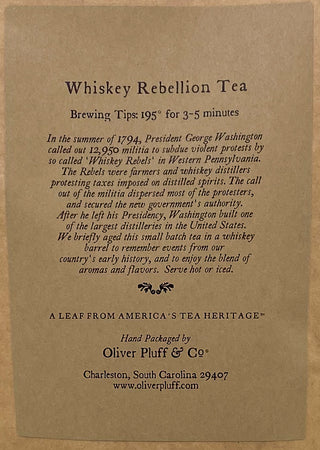 Whiskey Rebellion Tea
Brewing Tips: 195° for 3-5 minutes
In the summer of 1794, President George Washington
called out 12,950 militia to subdue violent protests by
so called 'Whiskey Rebels' in Western Pennsylvania.
The Rebels were farmers and whiskey distillers
protesting taxes imposed on distilled spirits. The call
out of the militia dispersed most of the protesters,
and secured the new government's authority.
After he left his Presidency, Washington built one
of the largest distilleries in the United States.
We briefly aged this small batch tea in a whiskey
barrel to remember events from our
country's early history, and to enjoy the blend of
aromas and flavors. Serve hot or iced.
A LEAF FROM AMERICA'S TEA HERITAGE™
Hand Packaged by
Oliver Pluff & Co®
Charleston, South Carolina 29407
www.oliverpluff.com